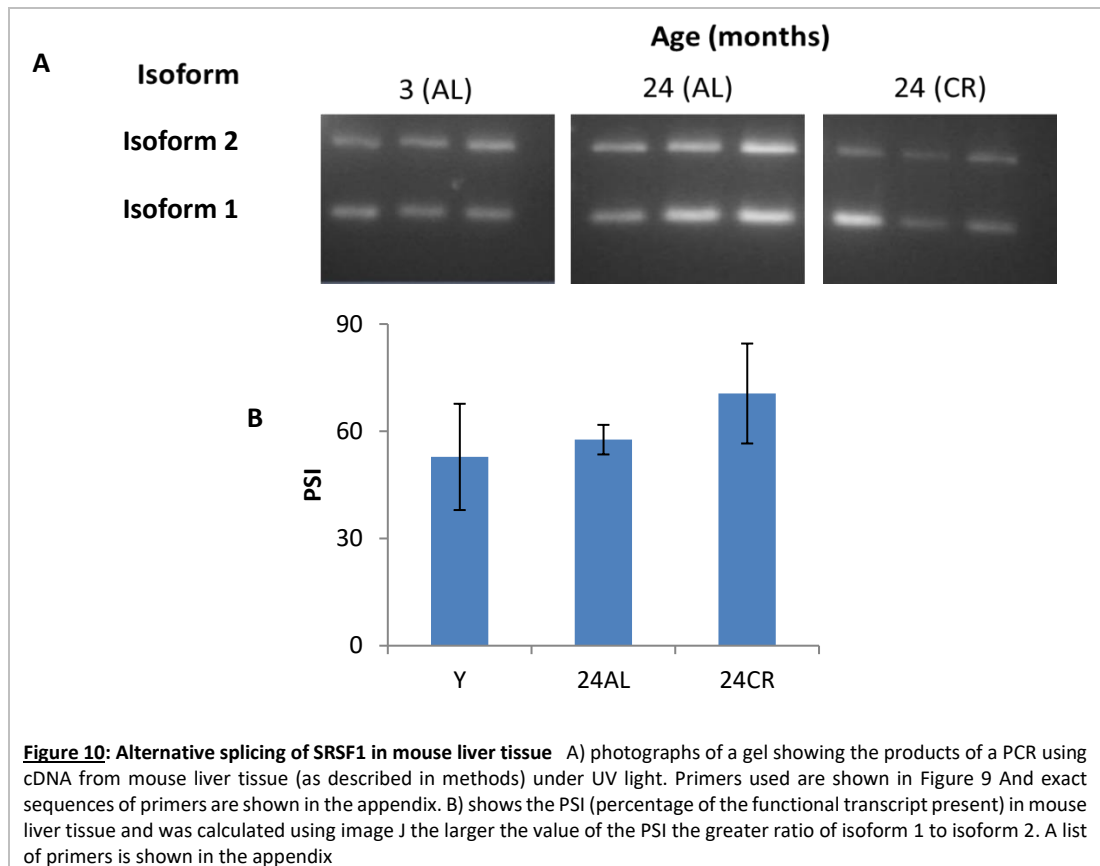 A
Age (months)
Isoform
3 (AL) 24 (AL) 24 (CR)
Isoform 2
Isoform 1
B
PSI
90
60
30
0
Y 24AL 24CR
Figure 10: Alternative splicing of SRSF1 in mouse liver tissue A) photographs of a gel showing the products of a PCR using
cDNA from mouse liver tissue (as described in methods) under UV light. Primers used are shown in Figure 9 And exact
sequences of primers are shown in the appendix. B) shows the PSI (percentage of the functional transcript present) in mouse
liver tissue and was calculated using image J the larger the value of the PSI the greater ratio of isoform 1 to isoform 2. A list
of primers is shown in the appendix